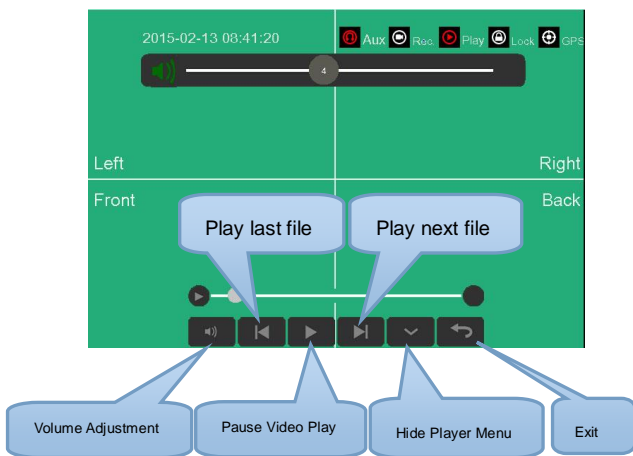 2015-02-13 08:41:20 Aux Rec Play Lock GPS
4
Left Right
Front Back
Play last file Play next file
Volume Adjustment Pause Video Play Hide Player Menu Exit